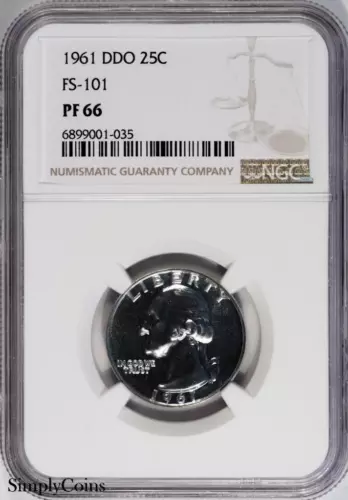 1961 DDO 25C
FS-101
PF 66
6899001-035
NUMISMATIC GUARANTY COMPANY
NGC
LIBERTY
IN GOD WE
TRUST
1961
SimplyCoins